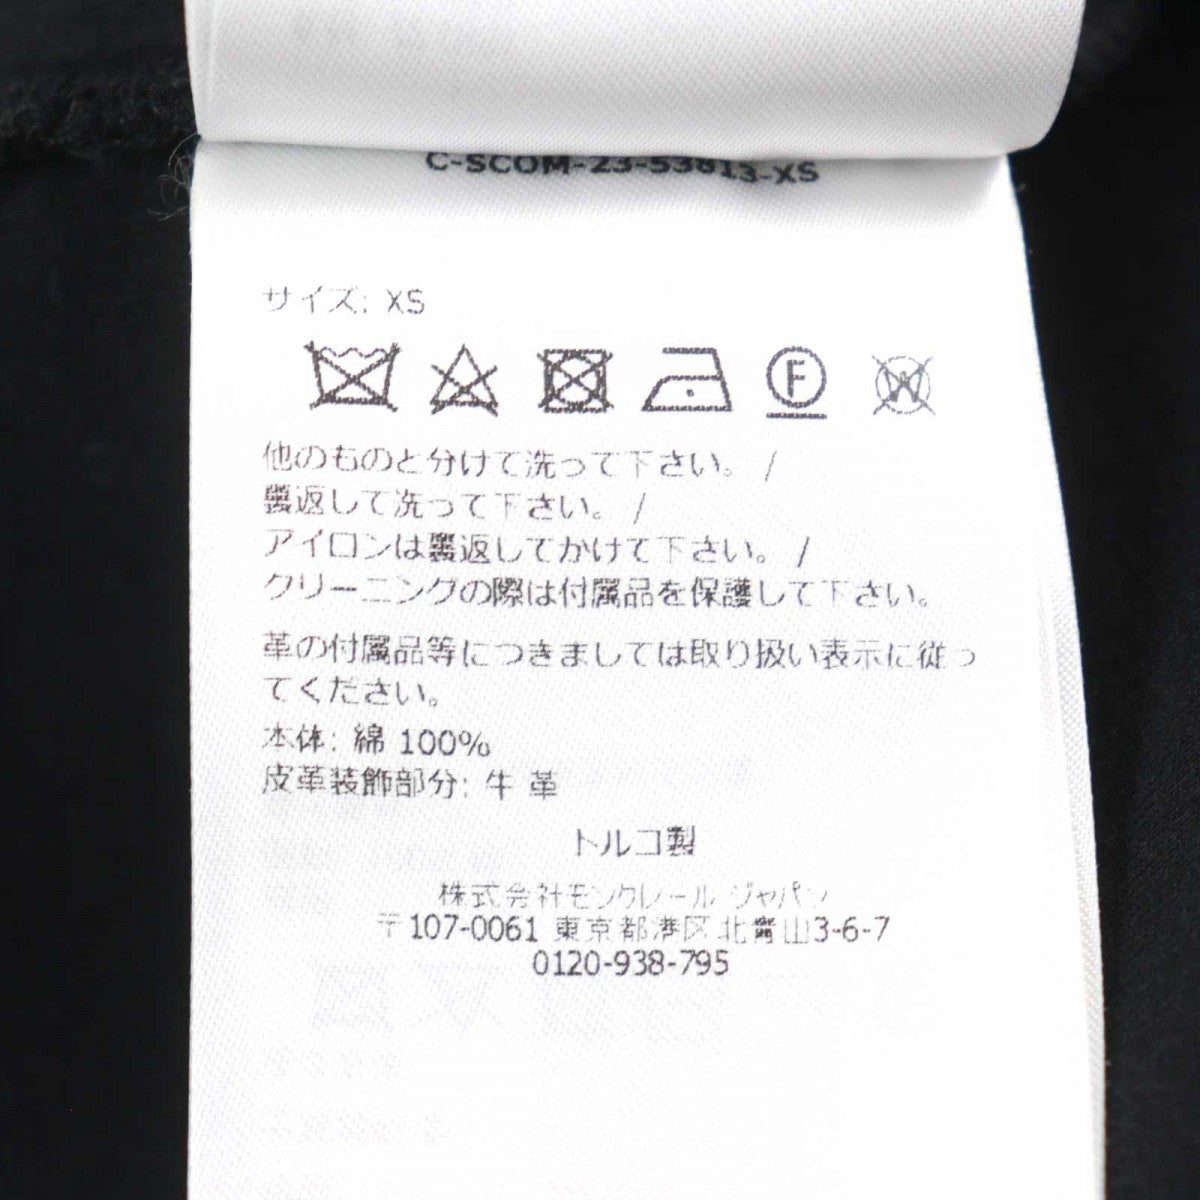 C-SCOM-23-53813-XS
サイズ: XS
F
W
他のものと分けて洗って下さい。 /
裏返して洗って下さい。 /
アイロンは裏返してかけて下さい。 /
クリーニングの際は付属品を保護して下さい。
革の付属品等につきましては取り扱い表示に従っ
てください。
本体: 綿 100%
皮革装飾部分: 牛 革
トルコ製
株式会社モンクレール ジャパン
〒107-0061 東京都港区北青山3-6-7
0120-938-795